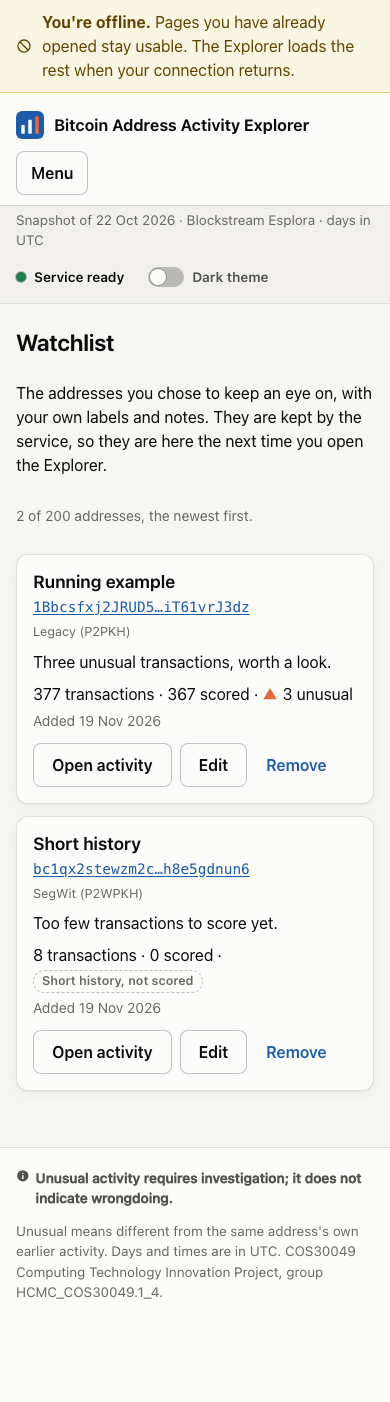 You're offline. Pages you have already
opened stay usable. The Explorer loads the
rest when your connection returns.
Bitcoin Address Activity Explorer
Menu
Snapshot of 22 Oct 2026 · Blockstream Esplora · days in
UTC
Service ready
Dark theme
Watchlist
The addresses you chose to keep an eye on, with
your own labels and notes. They are kept by the
service, so they are here the next time you open
the Explorer.
2 of 200 addresses, the newest first.
Running example
1Bbcsfxj2JRUD5…iT61vrJ3dz
Legacy (P2PKH)
Three unusual transactions, worth a look.
377 transactions · 367 scored · 3 unusual
Added 19 Nov 2026
Open activity Edit Remove
Short history
bc1qx2stewzm2c…h8e5gdnun6
SegWit (P2WPKH)
Too few transactions to score yet.
8 transactions · 0 scored ·
Short history, not scored
Added 19 Nov 2026
Open activity Edit Remove
Unusual activity requires investigation; it does not
indicate wrongdoing.
Unusual means different from the same address's own
earlier activity. Days and times are in UTC. COS30049
Computing Technology Innovation Project, group
HCMC_COS30049.1_4.